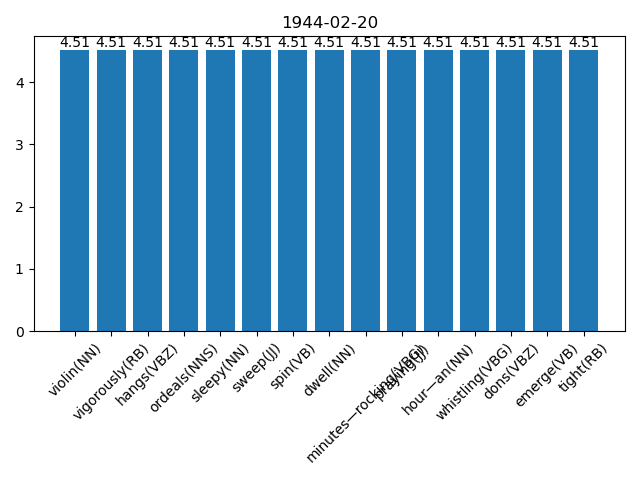 1944-02-20
4.51 4.51 4.51 4.51 4.51 4.51 4.51 4.51 4.51 4.51 4.51 4.51 4.51 4.51 4.51
4
3
2
1
0
violin(NN)
vigorously(RB)
hangs(VBZ)
ordeals(NNS)
sleepy(NN)
sweep(JJ)
spin(VB)
dwell(NN)
minutes—rocking(VBG)
praying(JJ)
hour—an(NN)
whistling(VBG)
dons(VBZ)
emerge(VB)
tight(RB)